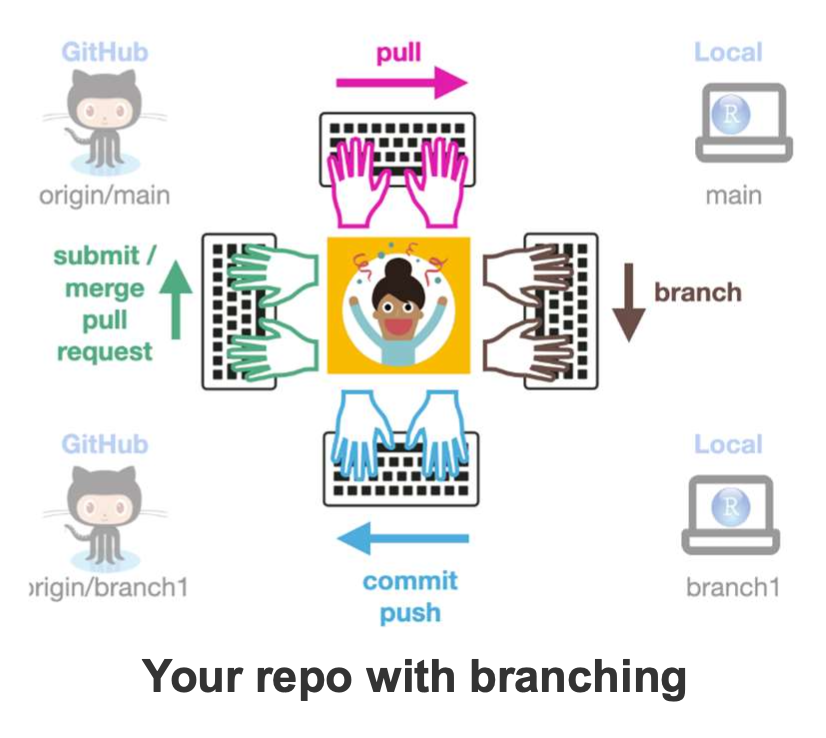 GitHub
pull
Local
R
origin/main
main
submit /
merge
pull
request
branch
GitHub
Local
R
rigin/branch1
branch1
commit
push
Your repo with branching